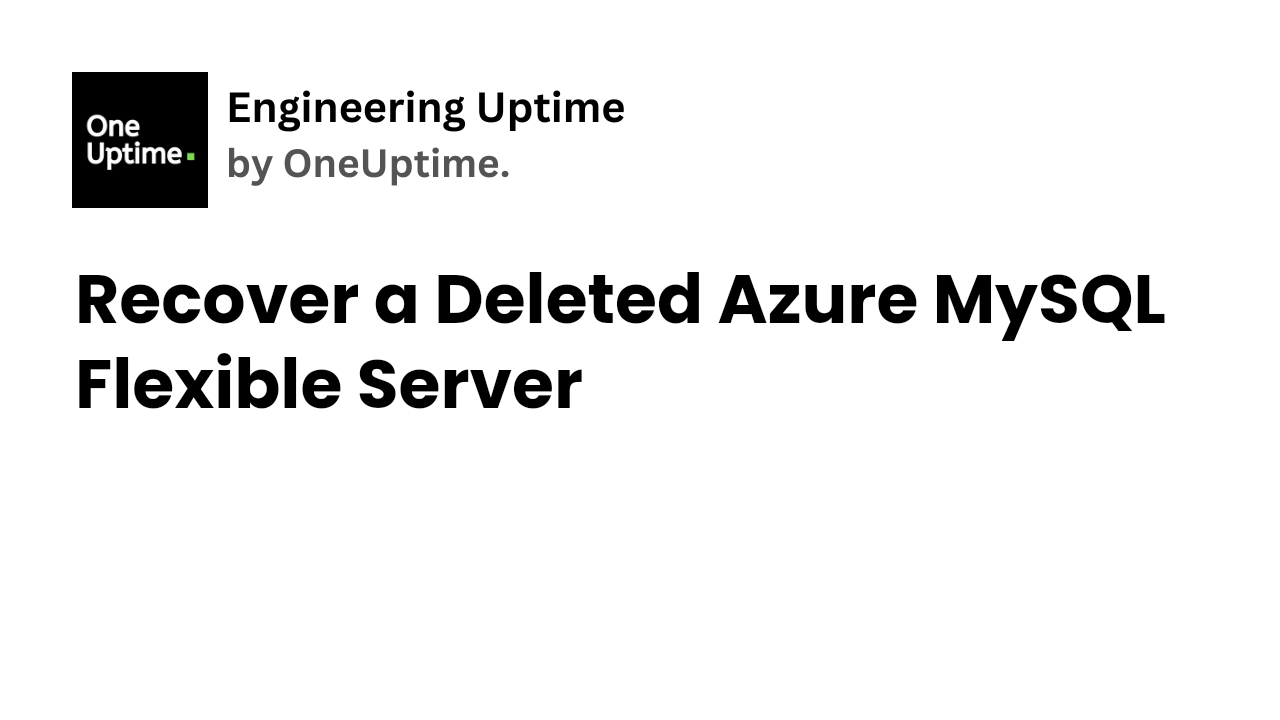 One
Uptime
Engineering Uptime
by OneUptime.
Recover a Deleted Azure MySQL
Flexible Server